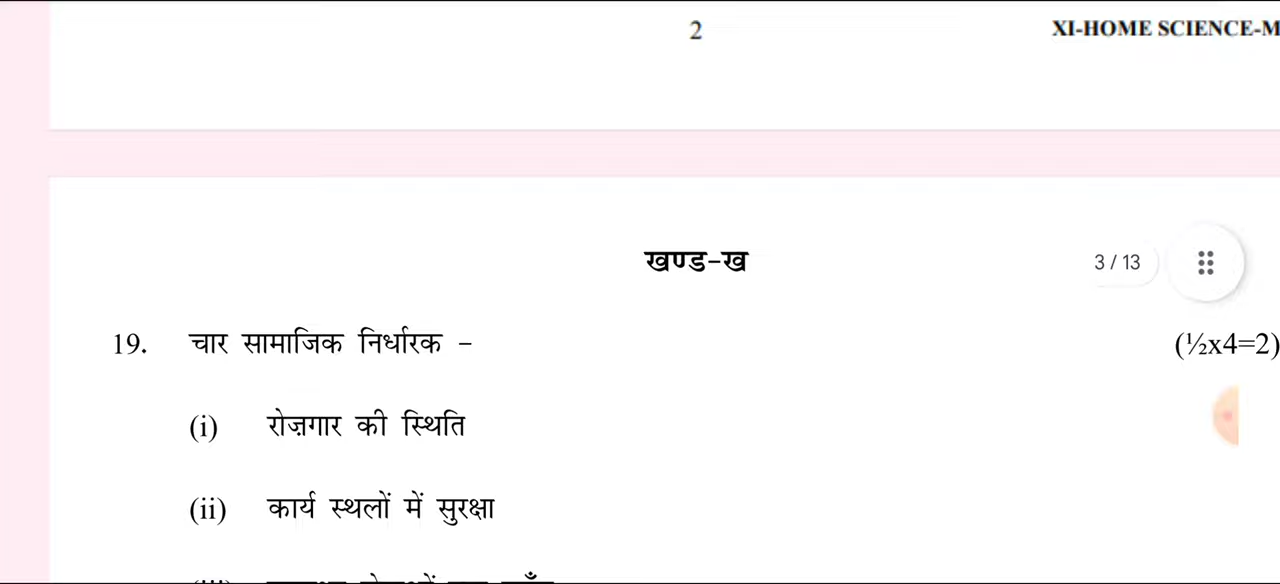 2
XI-HOME SCIENCE-M
खण्ड-ख
3 / 13
19. चार सामाजिक निर्धारक - (½x4=2)
(i) रोज़गार की स्थिति
(ii) कार्य स्थलों में सुरक्षा